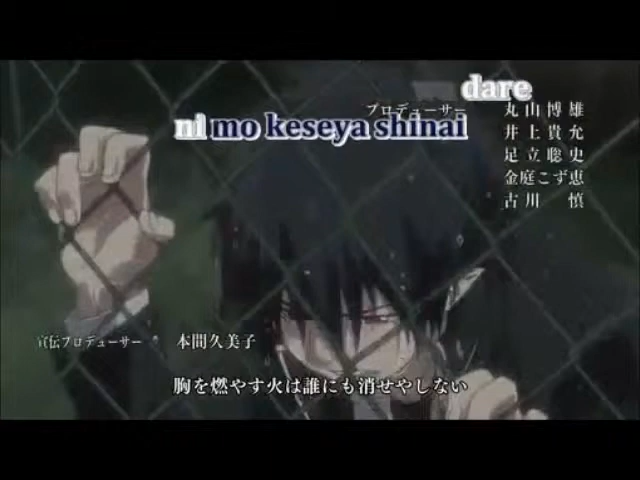 dare
プロデューサー
丸山博雄
ni mo keseya shinai
井上貴允
足立聡史
金庭こず恵
古川 慎
宣伝プロデューサー 本間久美子
胸を燃やす火は誰にも消せやしない